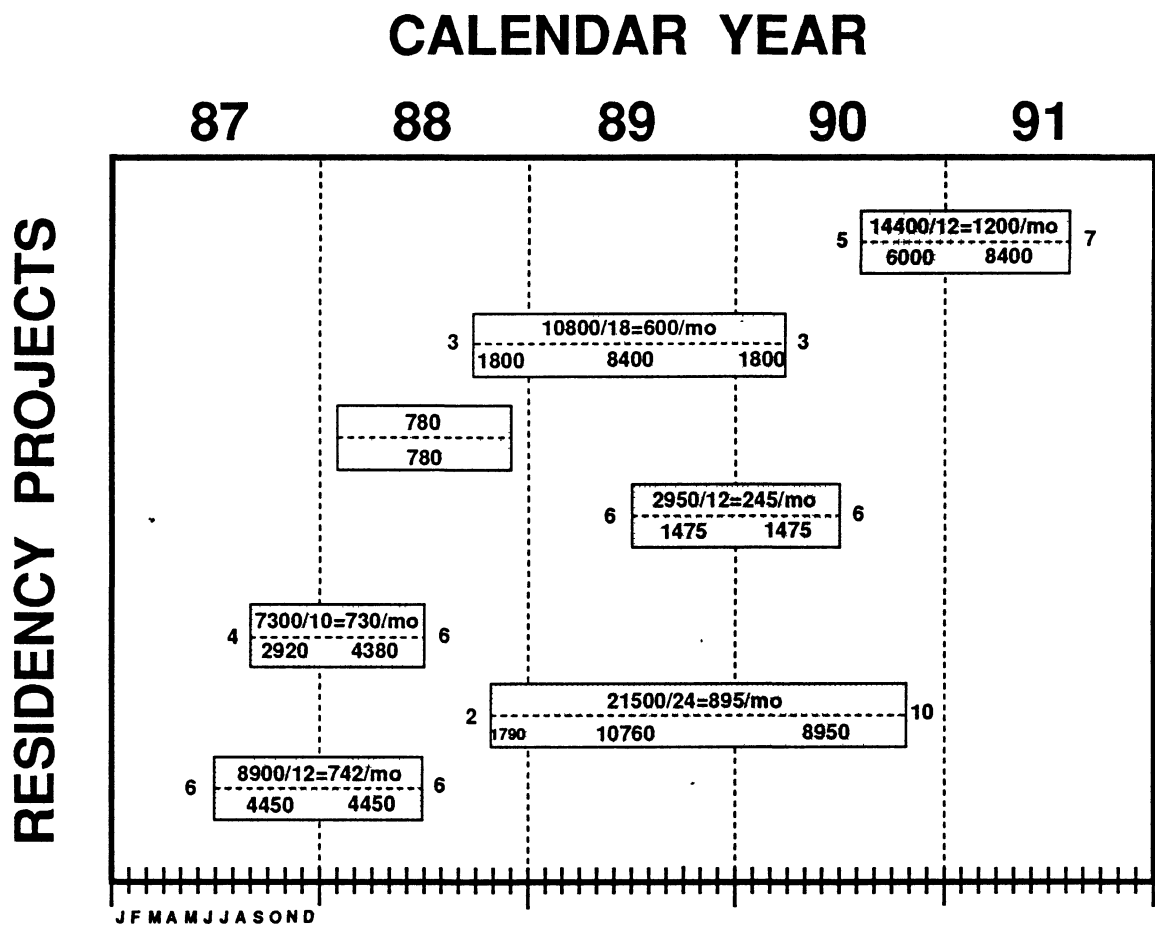 CALENDAR YEAR
87 88 89 90 91
RESIDENCY PROJECTS
5 14400/12=1200/mo 7
6000 8400
10800/18=600/mo
3 3
1800 8400 1800
780
780
2950/12=245/mo
6 6
1475 1475
7300/10=730/mo
4 6
2920 4380
21500/24=895/mo
2 10
1790 10760 8950
8900/12=742/mo
6 6
4450 4450
J F M A M J J A S O N D